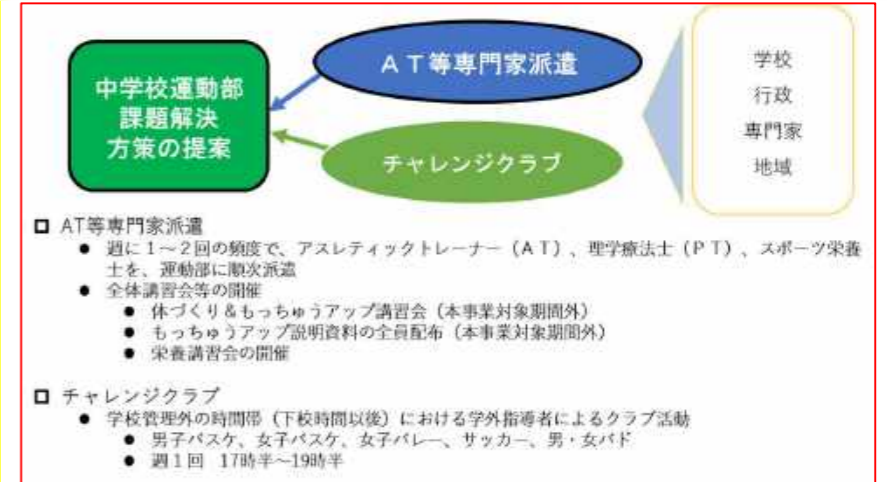 中学校運動部
課題解決
方策の提案
ＡＴ等専門家派遣
チャレンジクラブ
学校
行政
専門家
地域
□ AT等専門家派遣
● 週に１～２回の頻度で、アスレティックトレーナー（ＡＴ）、理学療法士（ＰＴ）、スポーツ栄養
士を、運動部に順次派遣
● 全体講習会等の開催
● 体づくり＆もっちゅうアップ講習会（本事業対象期間外）
● もっちゅうアップ説明資料の全員配布（本事業対象期間外）
● 栄養講習会の開催
□ チャレンジクラブ
● 学校管理外の時間帯（下校時間以後）における学外指導者によるクラブ活動
● 男子バスケ、女子バスケ、女子バレー、サッカー、男・女バド
● 週１回　17時半～19時半